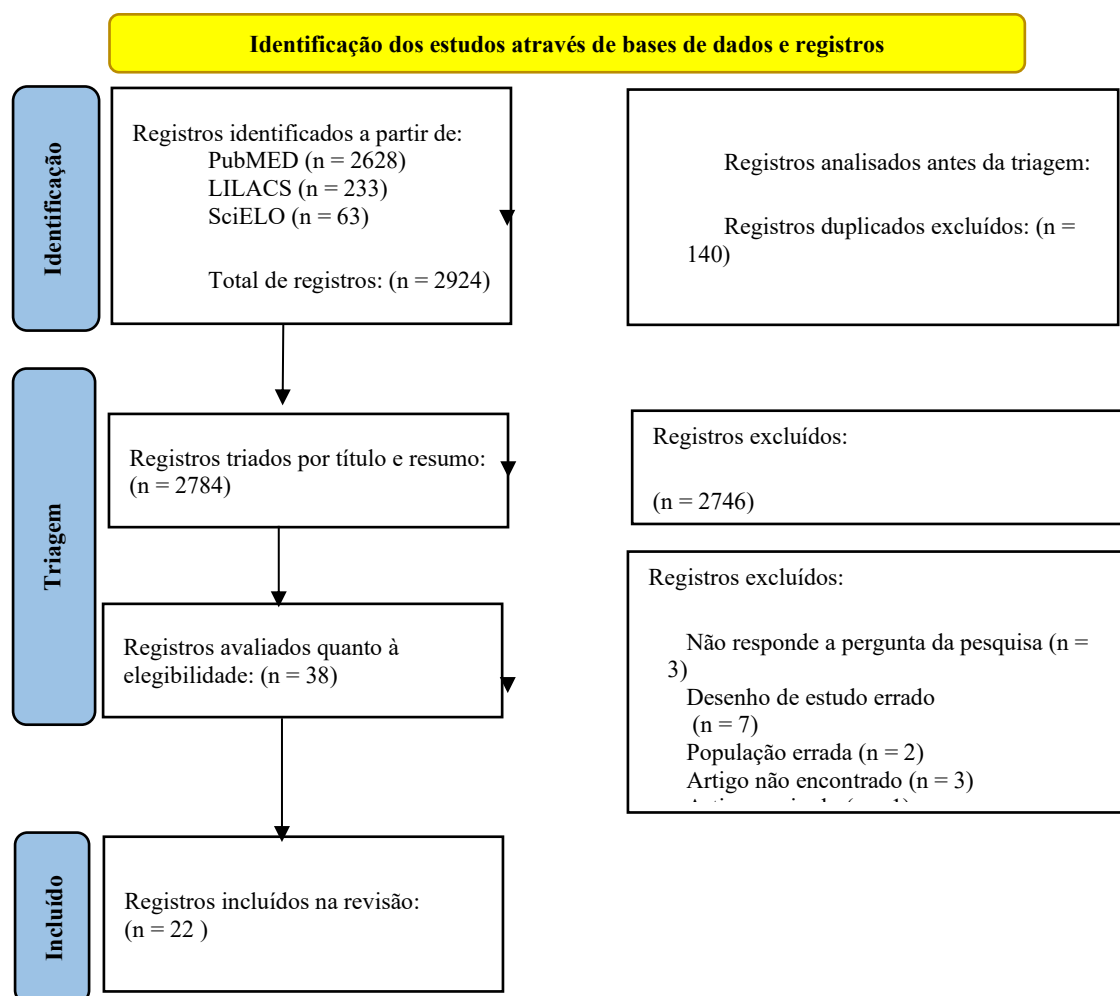 Identificação dos estudos através de bases de dados e registros
Identificação
Registros identificados a partir de:
PubMED (n = 2628)
LILACS (n = 233)
SciELO (n = 63)
Total de registros: (n = 2924)
Registros analisados antes da triagem:
Registros duplicados excluídos: (n =
140)
Triagem
Registros triados por título e resumo:
(n = 2784)
Registros excluídos:
(n = 2746)
Registros avaliados quanto à
elegibilidade: (n = 38)
Registros excluídos:
Não responde a pergunta da pesquisa (n =
3)
Desenho de estudo errado
(n = 7)
População errada (n = 2)
Artigo não encontrado (n = 3)
Incluído
Registros incluídos na revisão:
(n = 22 )